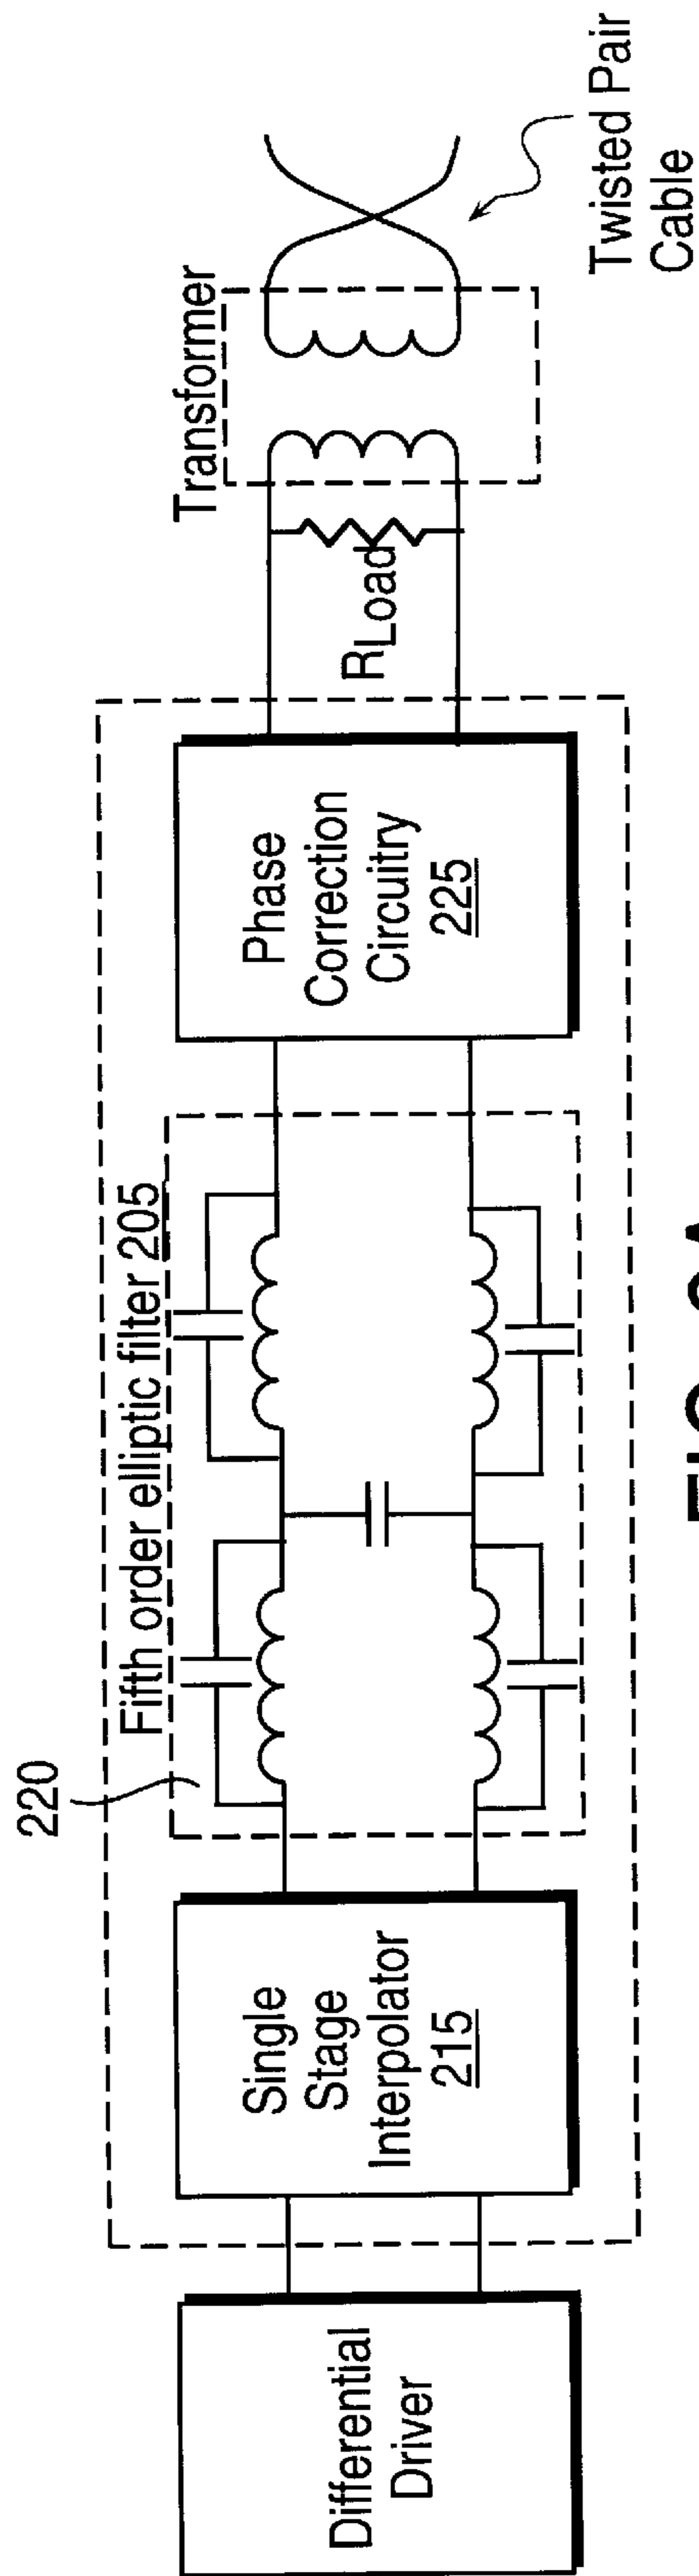 Differential
Driver
Single
Stage
Interpolator
215
220
Fifth order elliptic filter 205
Phase
Correction
Circuitry
225
RLoad
Transformer
Twisted Pair
Cable